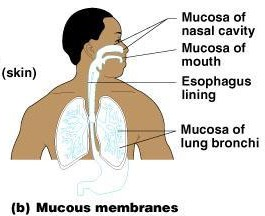 Mucosa of
nasal cavity
Mucosa of
mouth
(skin)
Esophagus
lining
Mucosa of
lung bronchi
(b) Mucous membranes